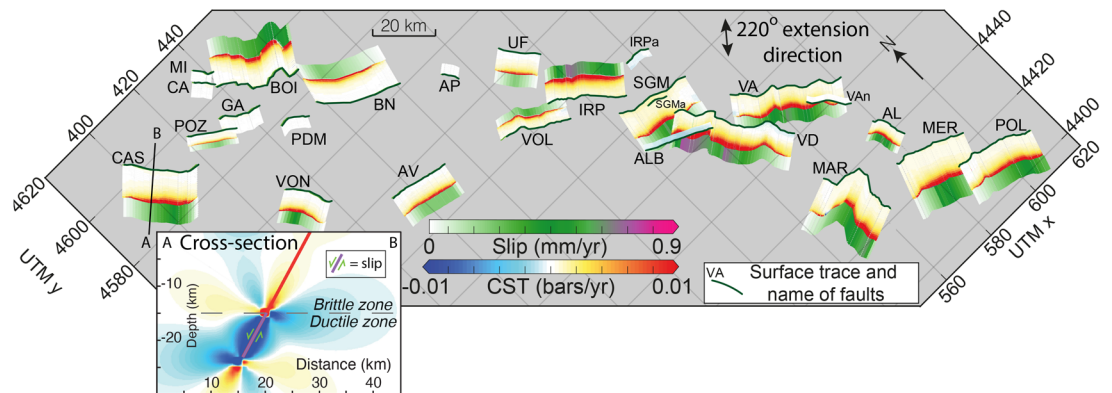 440
420
400
4620
4600
4580
UTM y
4440
4420
4400
620
600
580
560
UTM x
20 km
220° extension
direction
N
MI
CA
BOI
GA
POZ
PDM
BN
AP
UF
IRPa
IRP
VOL
SGM
SGMa
ALB
VA
VAn
VD
AL
MER
POL
MAR
CAS
B
A
VON
AV
0
Slip (mm/yr)
0.9
-0.01
CST (bars/yr)
0.01
VA
Surface trace and
name of faults
A
Cross-section
B
= slip
-10
-20
Depth (km)
Brittle zone
Ductile zone
Distance (km)
10
20
30
40